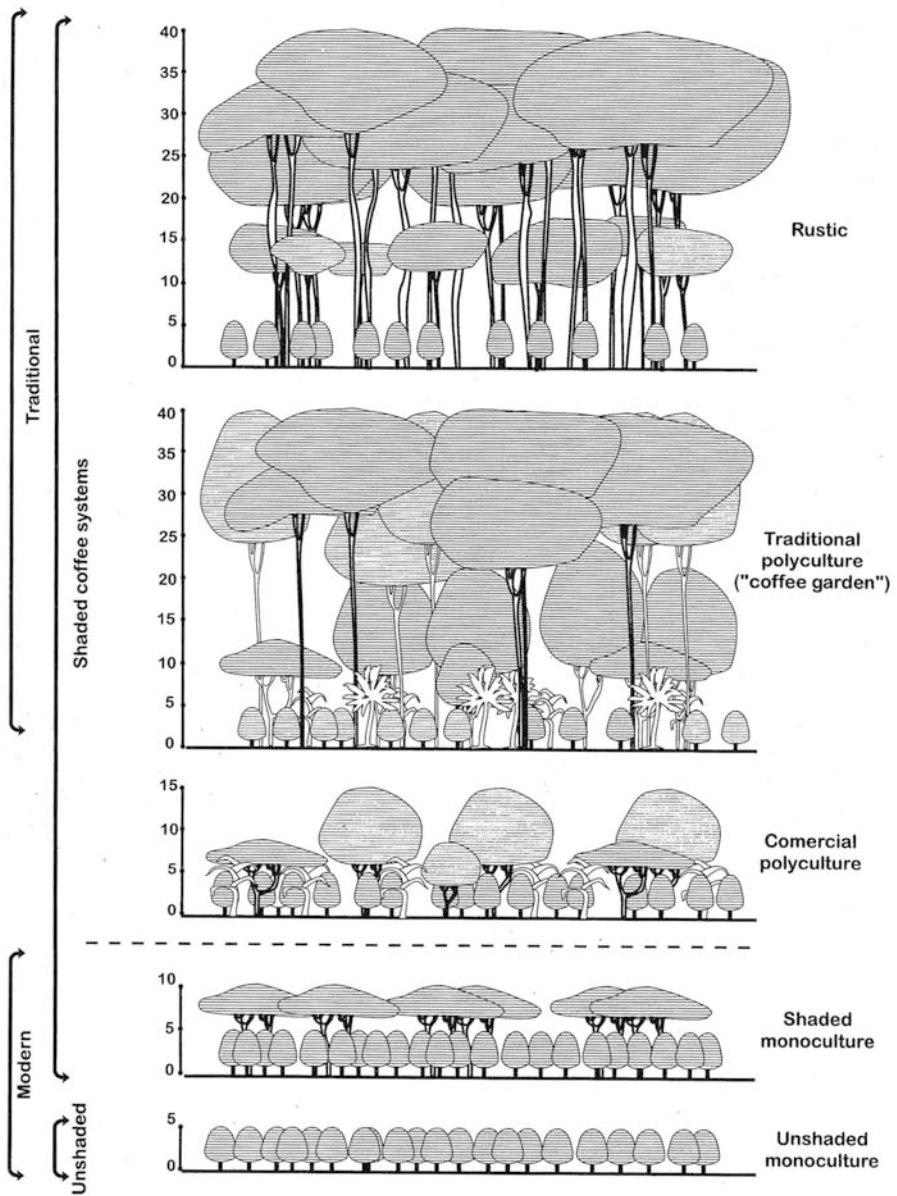 Traditional
Shaded coffee systems
40
35
30
25
20
15
10
5
0
Rustic
40
35
30
25
20
15
10
5
0
Traditional
polyculture
("coffee garden")
15
10
5
0
Comercial
polyculture
Modern
10
5
0
Shaded
monoculture
Unshaded
5
0
Unshaded
monoculture